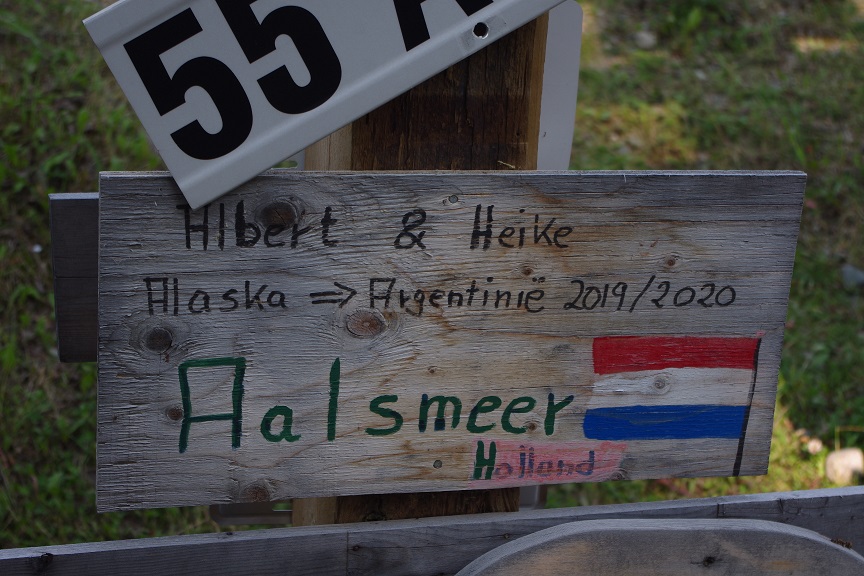 55
Albert & Heike
Alaska => Argentinië 2019/2020
Aalsmeer
Holland